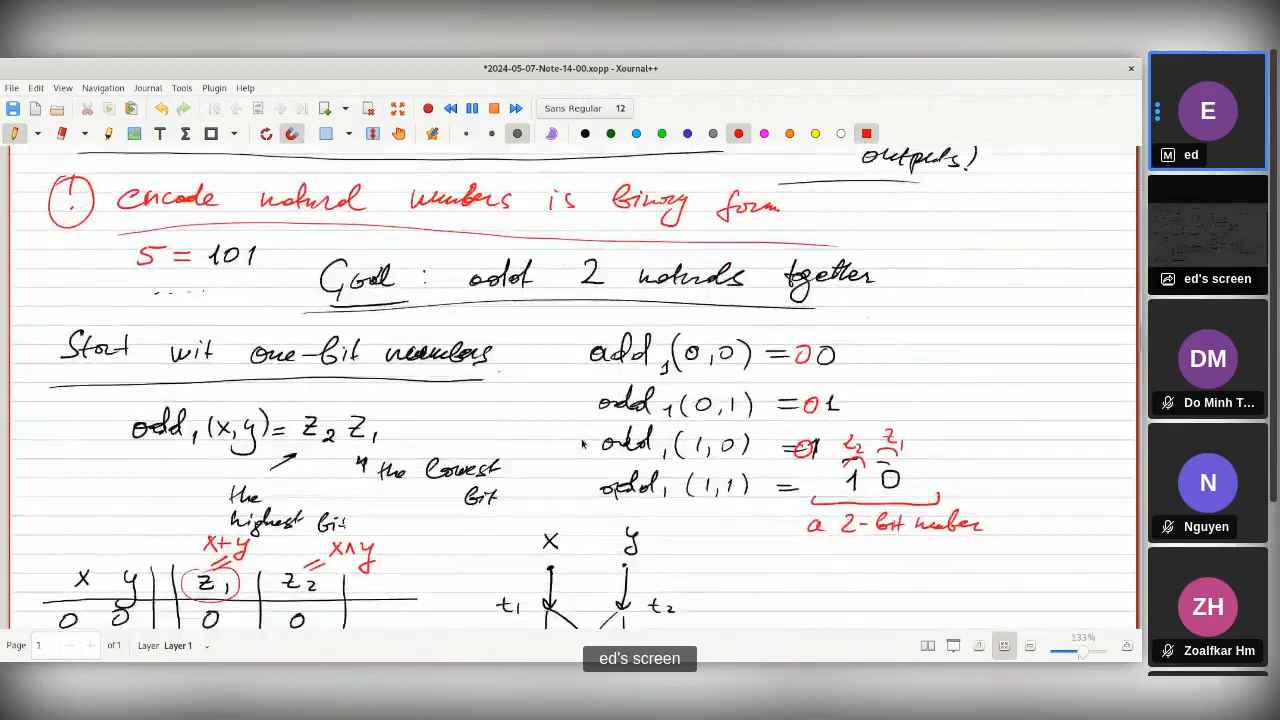 *2024-05-07-Note-14-00.xopp - Xournal++
File Edit View Navigation Journal Tools Plugin Help
Sans Regular 12
outputs!
! encode natural numbers is binary form
5 = 101
Goal : add 2 naturals together
Start wit one-bit numbers
add₁(0,0) = 00
add₁(0,1) = 01
add₁(x,y) = z₂ z₁
add₁(1,0) = 01
z₂ z₁
the lowest bit
add₁(1,1) = 1 0
the highest bit
a 2-bit number
x+y x∧y
x y
x y z₁ z₂
0 0 0 0
t₁ t₂
Page 1 of 1 Layer Layer 1
133%
ed's screen
E
ed
ed's screen
DM
Do Minh T...
N
Nguyen
ZH
Zoalfkar Hm